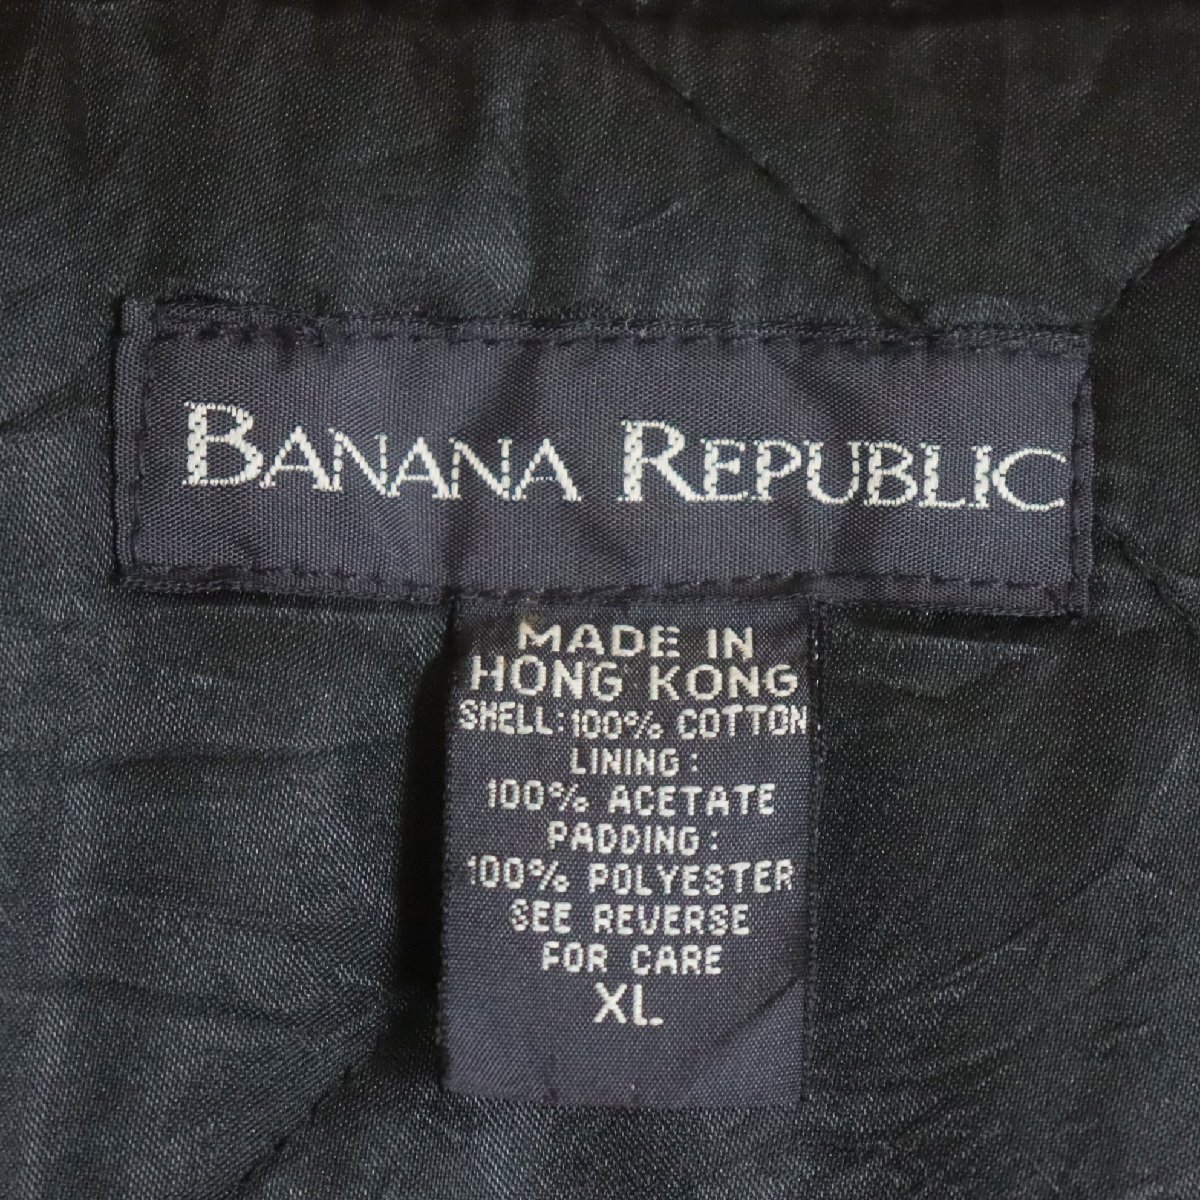 BANANA REPUBLIC
MADE IN
HONG KONG
SHELL: 100% COTTON
LINING:
100% ACETATE
PADDING:
100% POLYESTER
SEE REVERSE
FOR CARE
XL